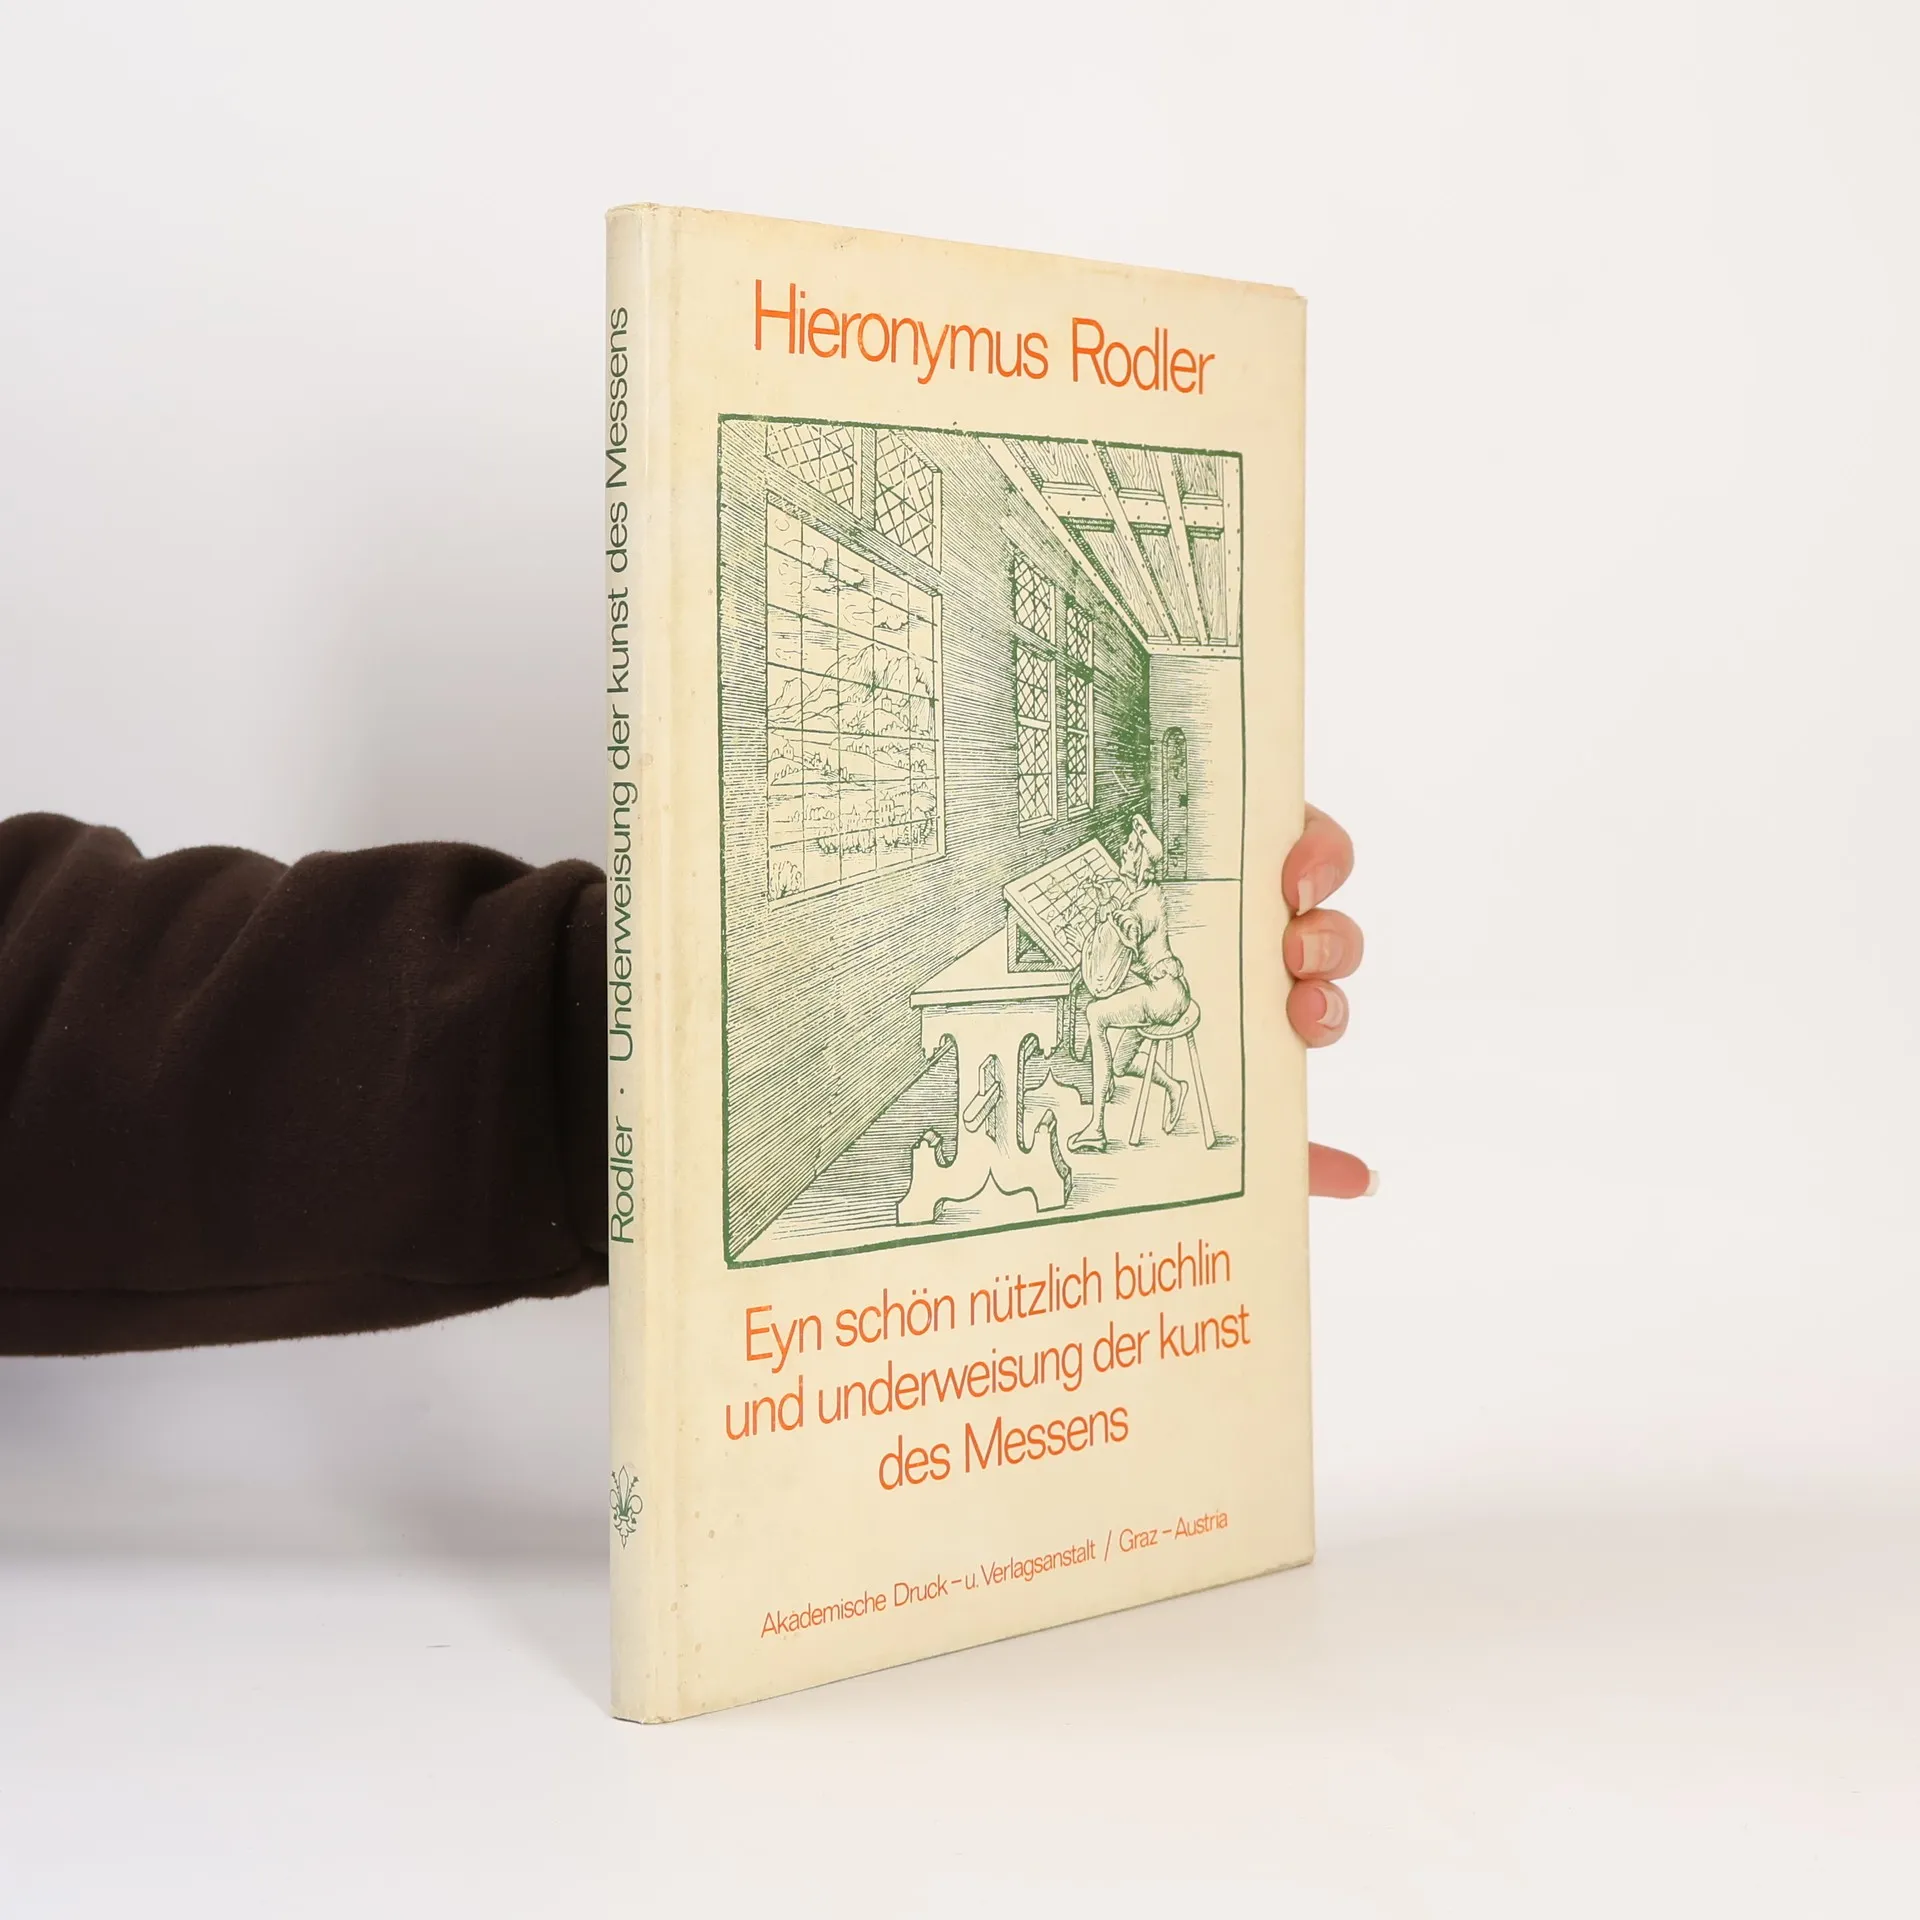 Rodler · Underweisung der kunst des Messens
Hieronymus Rodler
Eyn schön nützlich büchlin
und underweisung der kunst
des Messens
Akademische Druck – u. Verlagsanstalt / Graz – Austria